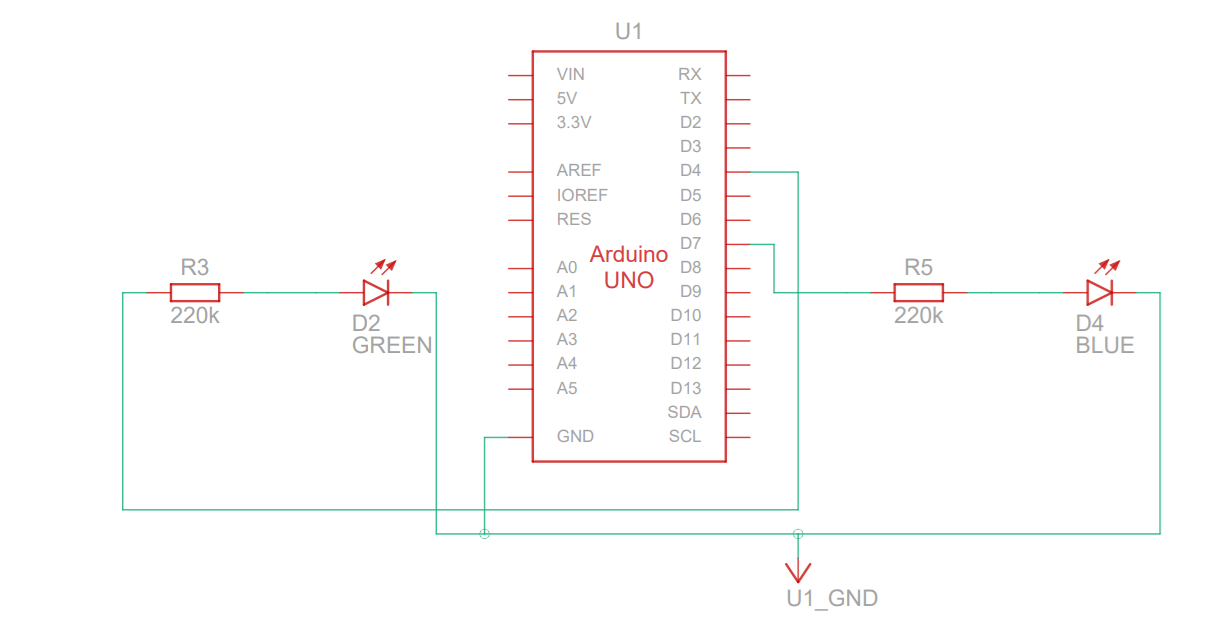 U1
VIN
5V
3.3V
AREF
IOREF
RES
A0
A1
A2
A3
A4
A5
GND
Arduino
UNO
RX
TX
D2
D3
D4
D5
D6
D7
D8
D9
D10
D11
D12
D13
SDA
SCL
R3
220k
D2
GREEN
R5
220k
D4
BLUE
U1_GND